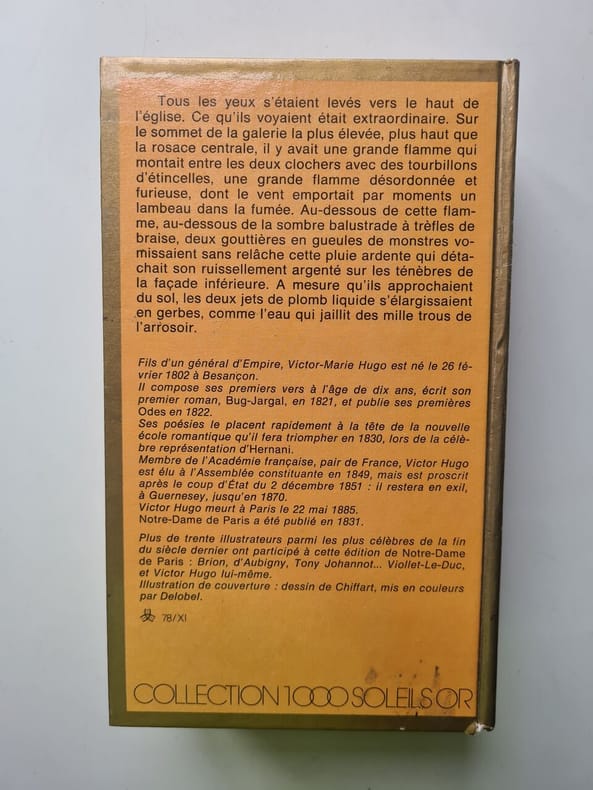 Tous les yeux s'étaient levés vers le haut de
l'église. Ce qu'ils voyaient était extraordinaire. Sur
le sommet de la galerie la plus élevée, plus haut que
la rosace centrale, il y avait une grande flamme qui
montait entre les deux clochers avec des tourbillons
d'étincelles, une grande flamme désordonnée et
furieuse, dont le vent emportait par moments un
lambeau dans la fumée. Au-dessous de cette flam-
me, au-dessous de la sombre balustrade à trèfles de
braise, deux gouttières en gueules de monstres vo-
missaient sans relâche cette pluie ardente qui déta-
chait son ruissellement argenté sur les ténèbres de
la façade inférieure. A mesure qu'ils approchaient
du sol, les deux jets de plomb liquide s'élargissaient
en gerbes, comme l'eau qui jaillit des mille trous de
l'arrosoir.
Fils d'un général d'Empire, Victor-Marie Hugo est né le 26 fé-
vrier 1802 à Besançon.
Il compose ses premiers vers à l'âge de dix ans, écrit son
premier roman, Bug-Jargal, en 1821, et publie ses premières
Odes en 1822.
Ses poésies le placent rapidement à la tête de la nouvelle
école romantique qu'il fera triompher en 1830, lors de la célè-
bre représentation d'Hernani.
Membre de l'Académie française, pair de France, Victor Hugo
est élu à l'Assemblée constituante en 1849, mais est proscrit
après le coup d'État du 2 décembre 1851 : il restera en exil,
à Guernesey, jusqu'en 1870.
Victor Hugo meurt à Paris le 22 mai 1885.
Notre-Dame de Paris a été publié en 1831.
Plus de trente illustrateurs parmi les plus célèbres de la fin
du siècle dernier ont participé à cette édition de Notre-Dame
de Paris : Brion, d'Aubigny, Tony Johannot... Viollet-Le-Duc,
et Victor Hugo lui-même.
Illustration de couverture : dessin de Chiffart, mis en couleurs
par Delobel.
78/XI
COLLECTION 1000 SOLEILS OR